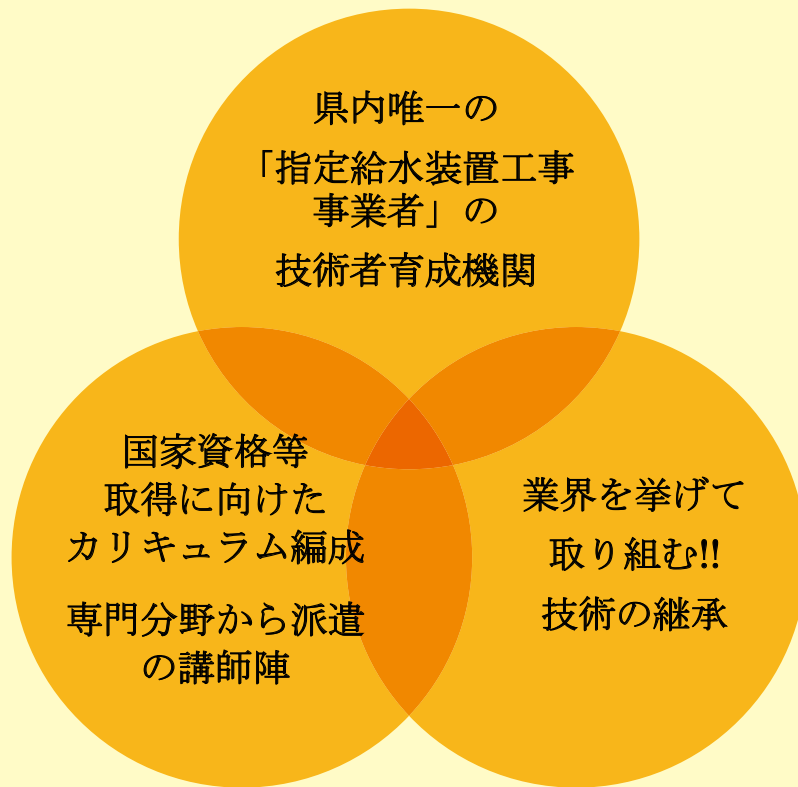 県内唯一の
「指定給水装置工事
事業者」の
技術者育成機関
国家資格等
取得に向けた
カリキュラム編成
専門分野から派遣
の講師陣
業界を挙げて
取り組む!!
技術の継承